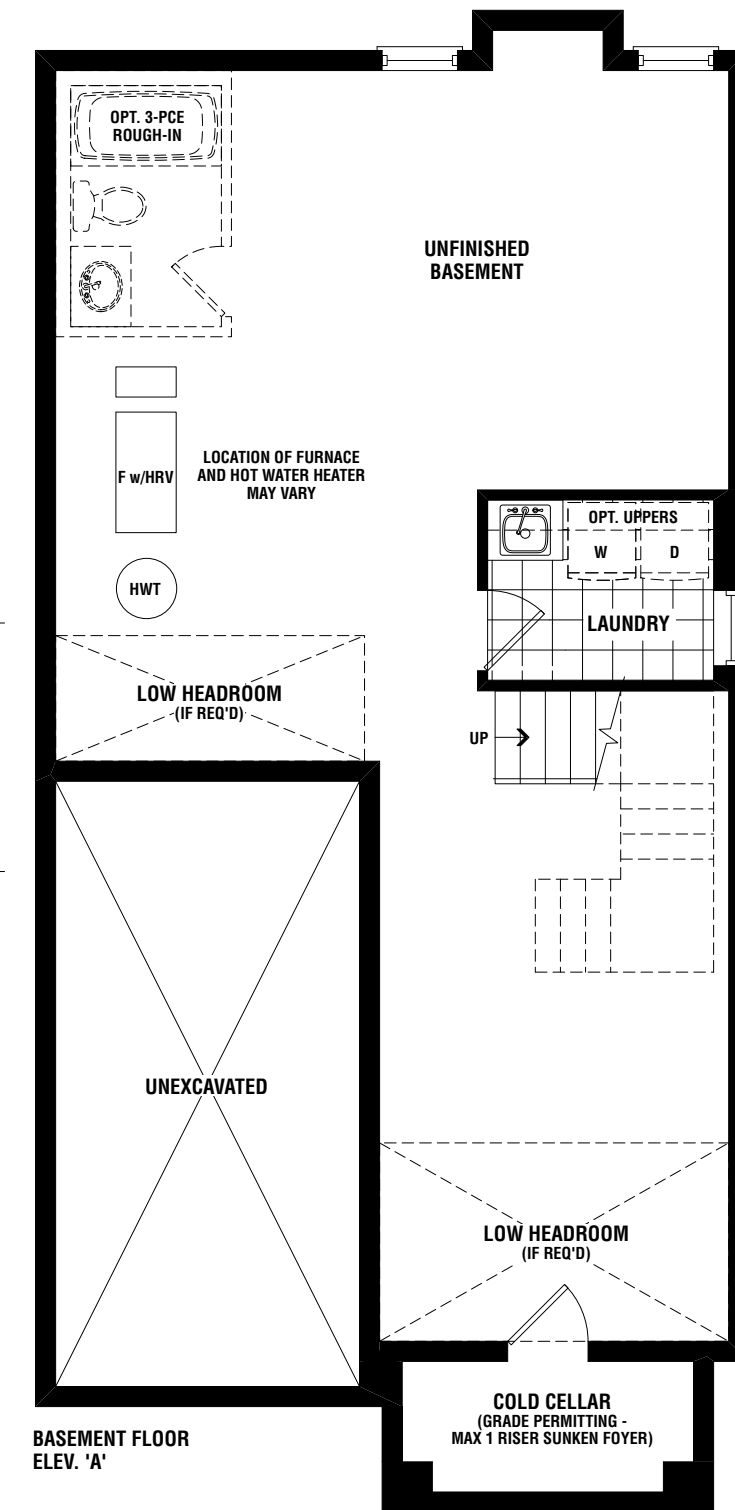 OPT. 3-PCE
ROUGH-IN
UNFINISHED
BASEMENT
F w/HRV
LOCATION OF FURNACE
AND HOT WATER HEATER
MAY VARY
OPT. UPPERS
W
D
HWT
LAUNDRY
LOW HEADROOM
(IF REQ'D)
UP
UNEXCAVATED
LOW HEADROOM
(IF REQ'D)
COLD CELLAR
(GRADE PERMITTING -
MAX 1 RISER SUNKEN FOYER)
BASEMENT FLOOR
ELEV. 'A'